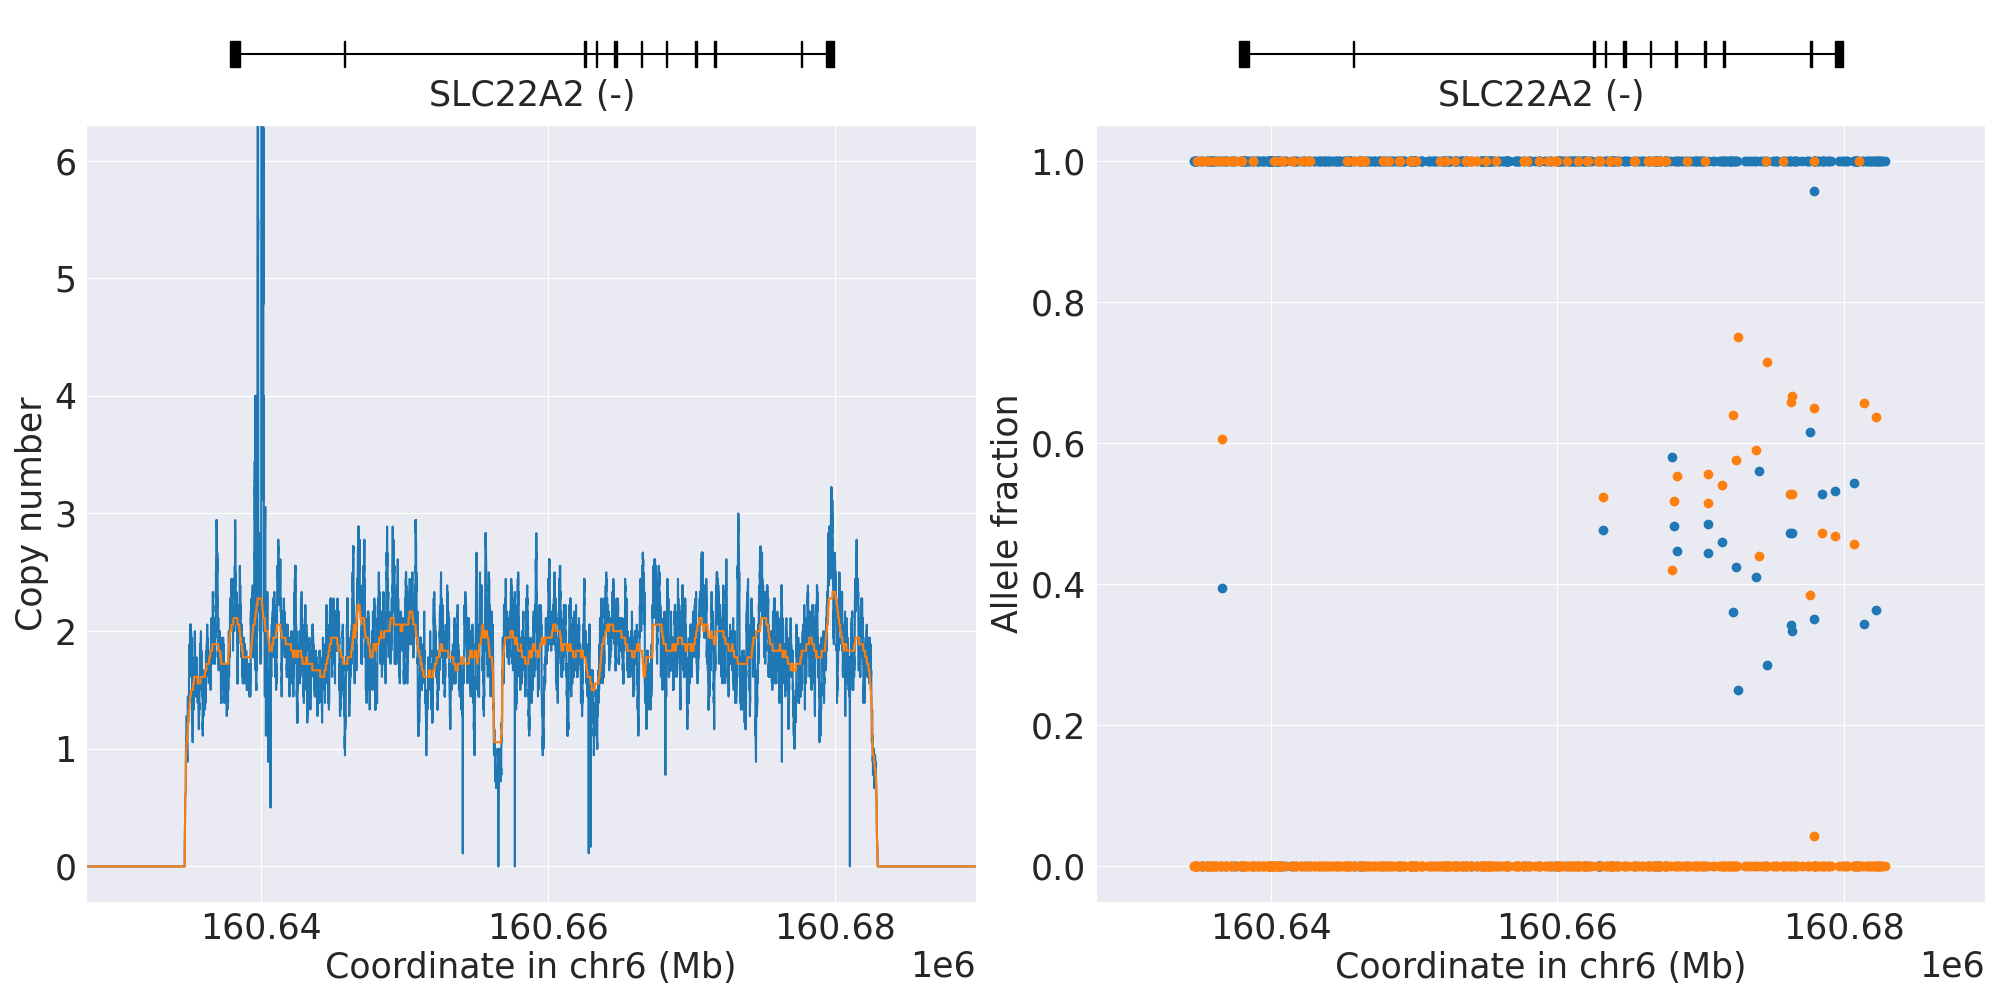 SLC22A2 (-)
Copy number
6
5
4
3
2
1
0
160.64
160.66
160.68
Coordinate in chr6 (Mb)
1e6
SLC22A2 (-)
Allele fraction
1.0
0.8
0.6
0.4
0.2
0.0
160.64
160.66
160.68
Coordinate in chr6 (Mb)
1e6